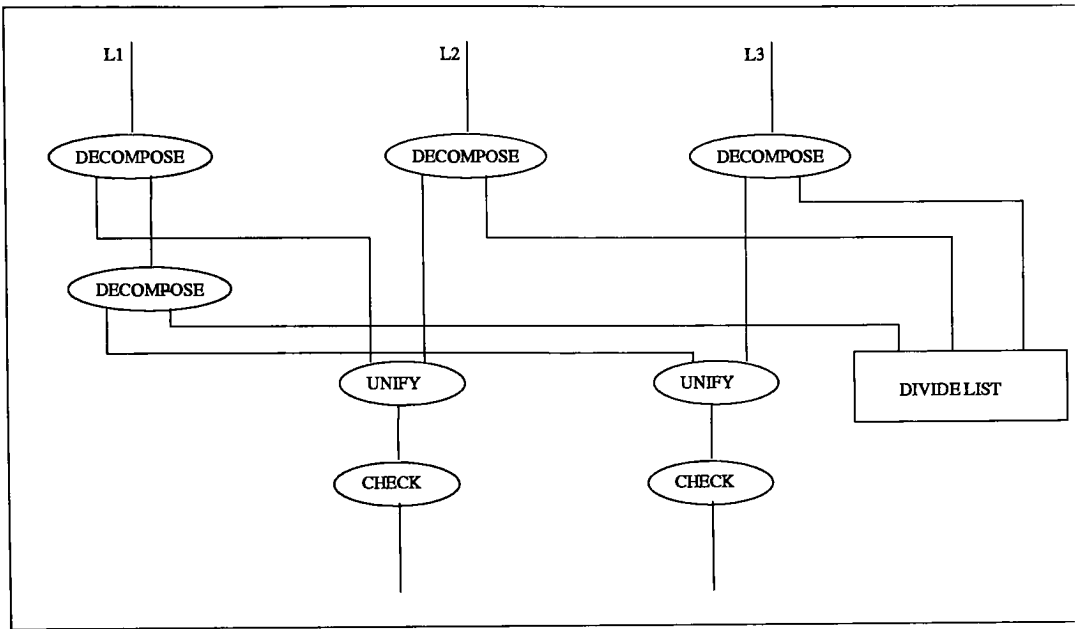 L1
L2
L3
DECOMPOSE
DECOMPOSE
DECOMPOSE
DECOMPOSE
UNIFY
UNIFY
DIVIDE LIST
CHECK
CHECK